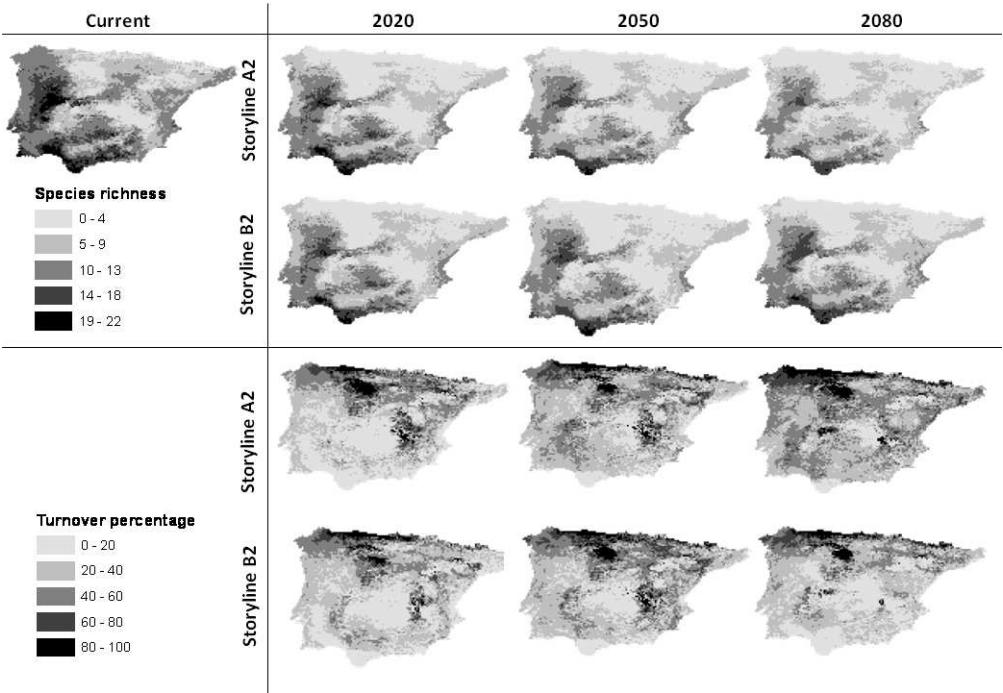 Current
2020
2050
2080
Storyline A2
Species richness
0 - 4
5 - 9
10 - 13
14 - 18
19 - 22
Storyline B2
Storyline A2
Turnover percentage
0 - 20
20 - 40
40 - 60
60 - 80
80 - 100
Storyline B2